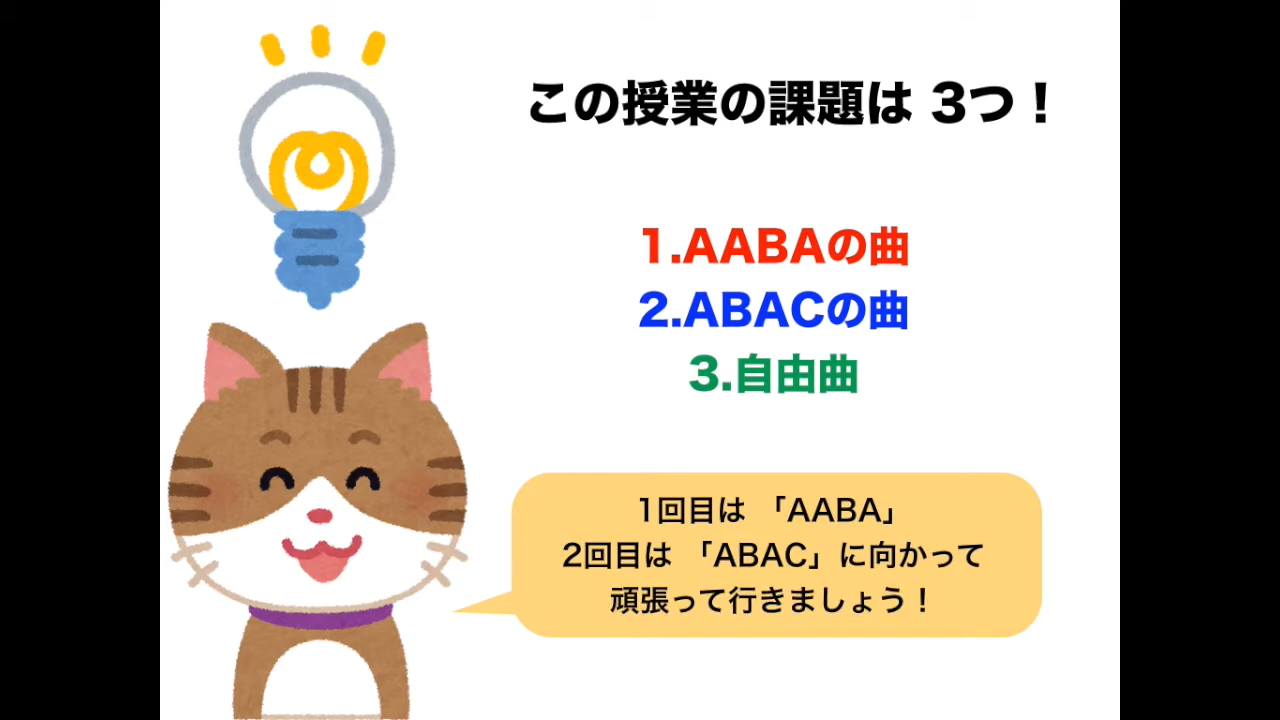 この授業の課題は 3つ！
1.AABAの曲
2.ABACの曲
3.自由曲
1回目は 「AABA」
2回目は 「ABAC」に向かって
頑張って行きましょう！